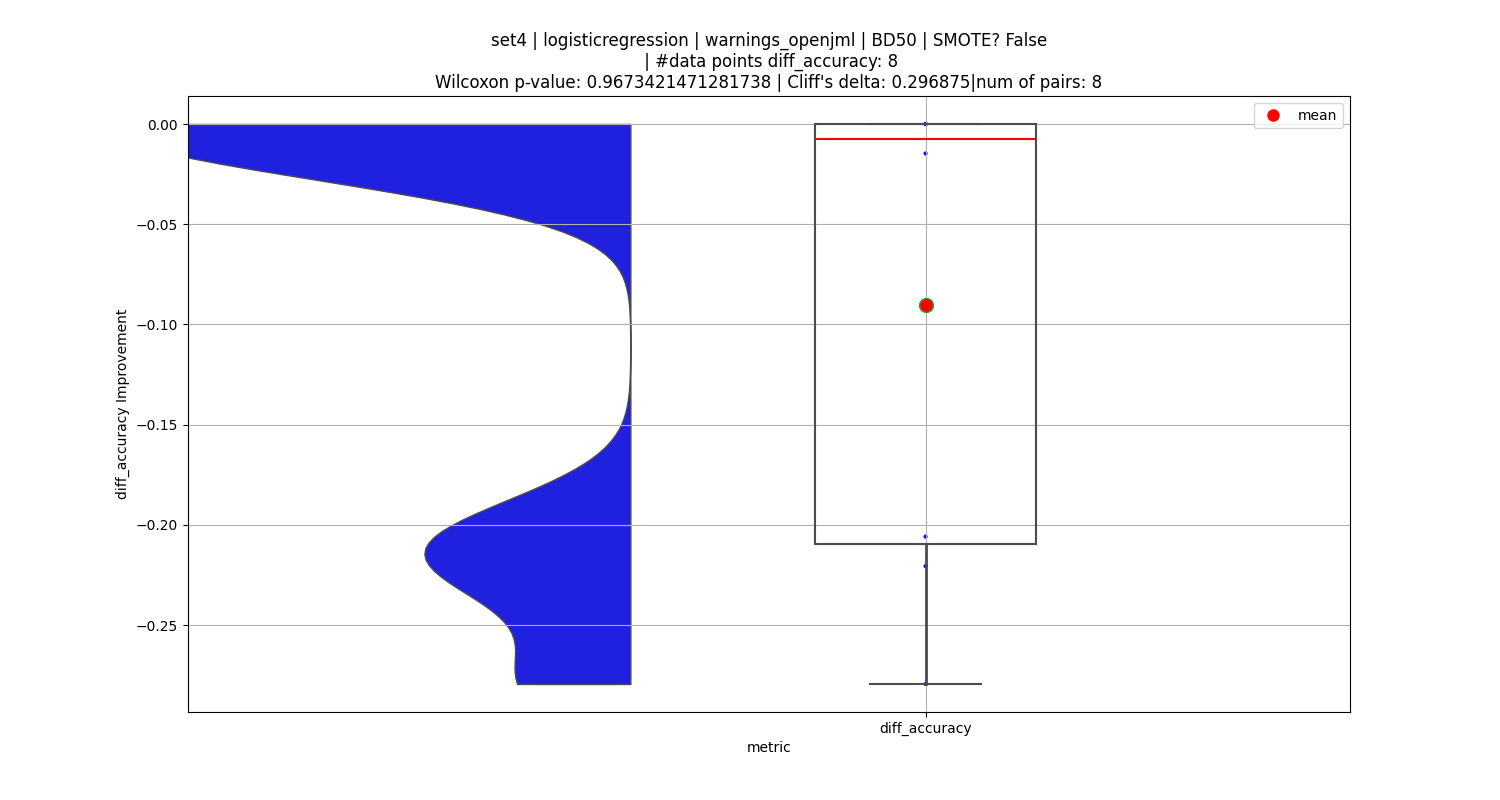 set4 | logisticregression | warnings_openjml | BD50 | SMOTE? False
| #data points diff_accuracy: 8
Wilcoxon p-value: 0.9673421471281738 | Cliff's delta: 0.296875|num of pairs: 8
mean
0.00
−0.05
−0.10
−0.15
−0.20
−0.25
diff_accuracy Improvement
diff_accuracy
metric